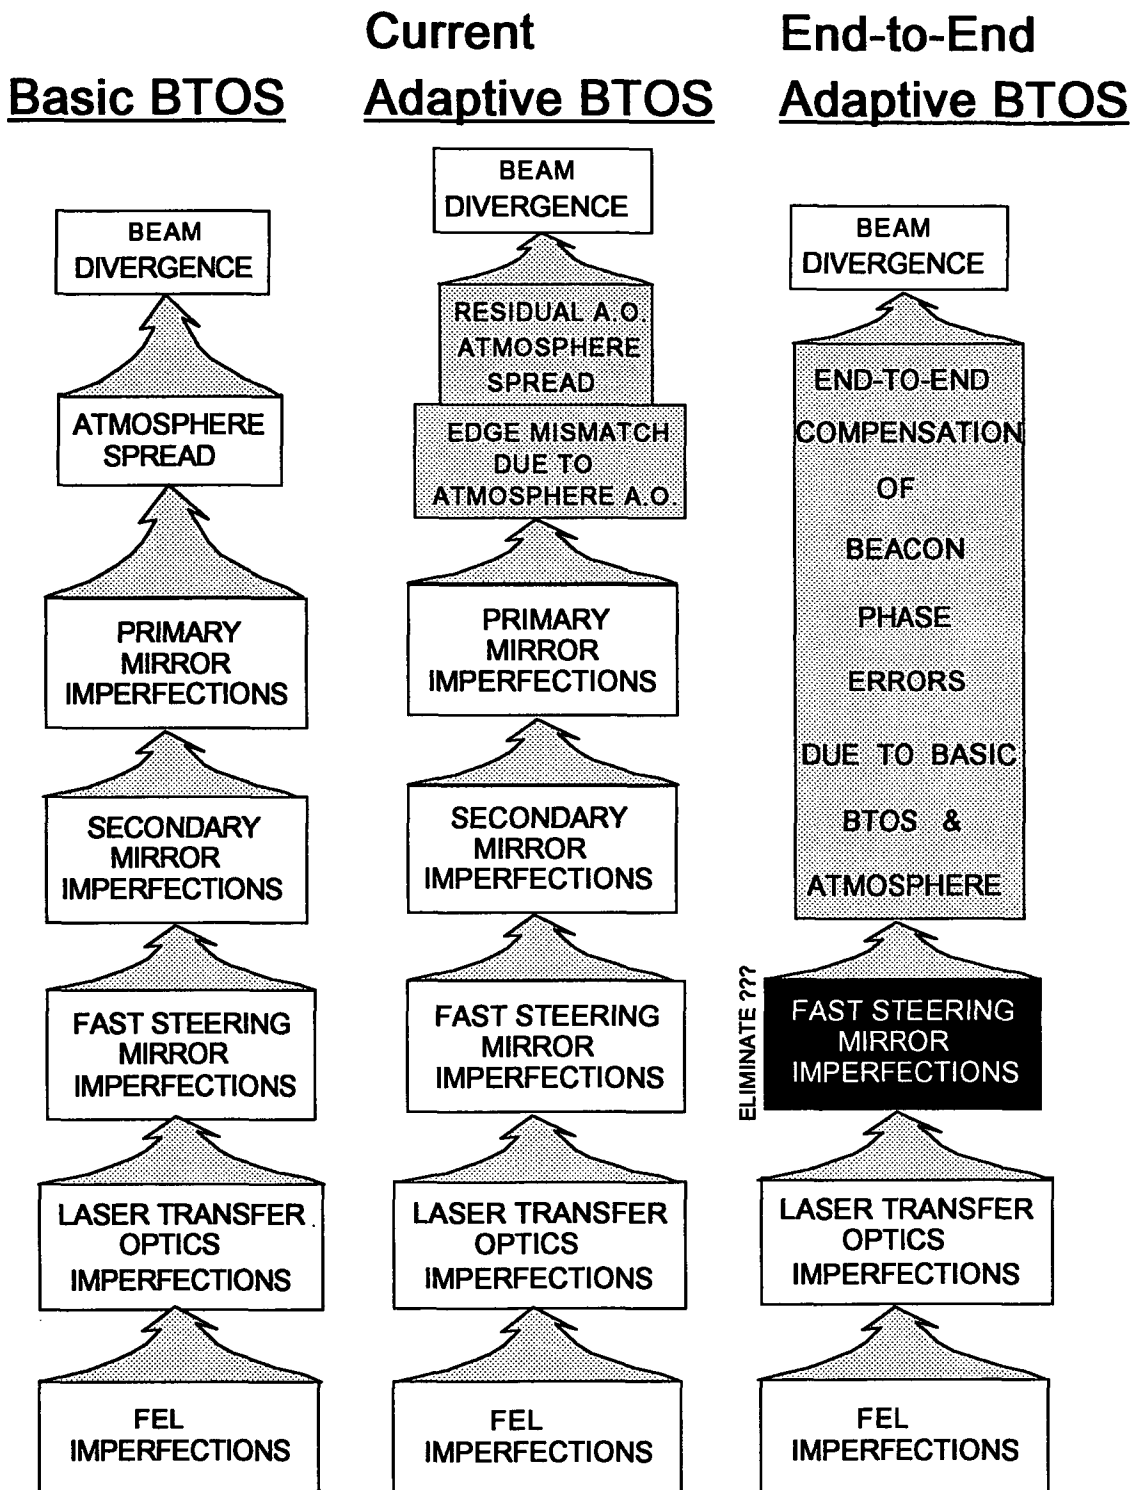 Basic BTOS
BEAM
DIVERGENCE
ATMOSPHERE
SPREAD
PRIMARY
MIRROR
IMPERFECTIONS
SECONDARY
MIRROR
IMPERFECTIONS
FAST STEERING
MIRROR
IMPERFECTIONS
LASER TRANSFER
OPTICS
IMPERFECTIONS
FEL
IMPERFECTIONS
Current
Adaptive BTOS
BEAM
DIVERGENCE
RESIDUAL A.O.
ATMOSPHERE
SPREAD
EDGE MISMATCH
DUE TO
ATMOSPHERE A.O.
PRIMARY
MIRROR
IMPERFECTIONS
SECONDARY
MIRROR
IMPERFECTIONS
FAST STEERING
MIRROR
IMPERFECTIONS
LASER TRANSFER
OPTICS
IMPERFECTIONS
FEL
IMPERFECTIONS
End-to-End
Adaptive BTOS
BEAM
DIVERGENCE
END-TO-END
COMPENSATION
OF
BEACON
PHASE
ERRORS
DUE TO BASIC
BTOS &
ATMOSPHERE
ELIMINATE ???
FAST STEERING
MIRROR
IMPERFECTIONS
LASER TRANSFER
OPTICS
IMPERFECTIONS
FEL
IMPERFECTIONS